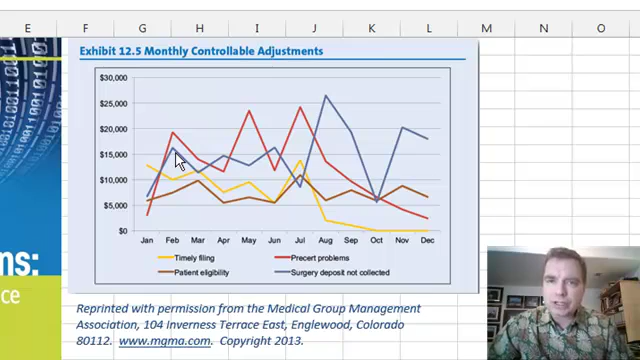 E F G H I J K L M N O
Exhibit 12.5 Monthly Controllable Adjustments
$30,000
$25,000
$20,000
$15,000
$10,000
$5,000
$0
Jan Feb Mar Apr May Jun Jul Aug Sep Oct Nov Dec
Timely filing Precert problems
Patient eligibility Surgery deposit not collected
ms:
ce
Reprinted with permission from the Medical Group Management
Association, 104 Inverness Terrace East, Englewood, Colorado
80112. www.mgma.com. Copyright 2013.